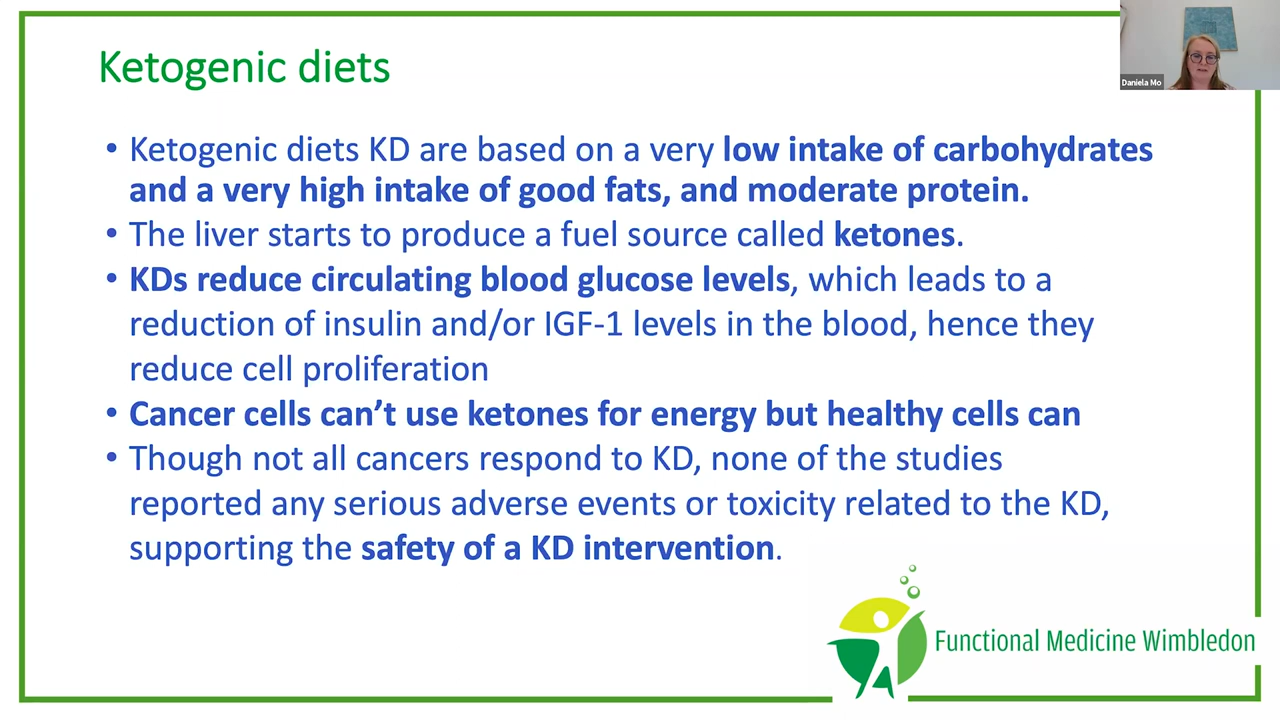 Ketogenic diets
Daniela Mo
• Ketogenic diets KD are based on a very low intake of carbohydrates
and a very high intake of good fats, and moderate protein.
• The liver starts to produce a fuel source called ketones.
• KDs reduce circulating blood glucose levels, which leads to a
reduction of insulin and/or IGF-1 levels in the blood, hence they
reduce cell proliferation
• Cancer cells can’t use ketones for energy but healthy cells can
• Though not all cancers respond to KD, none of the studies
reported any serious adverse events or toxicity related to the KD,
supporting the safety of a KD intervention.
Functional Medicine Wimbledon